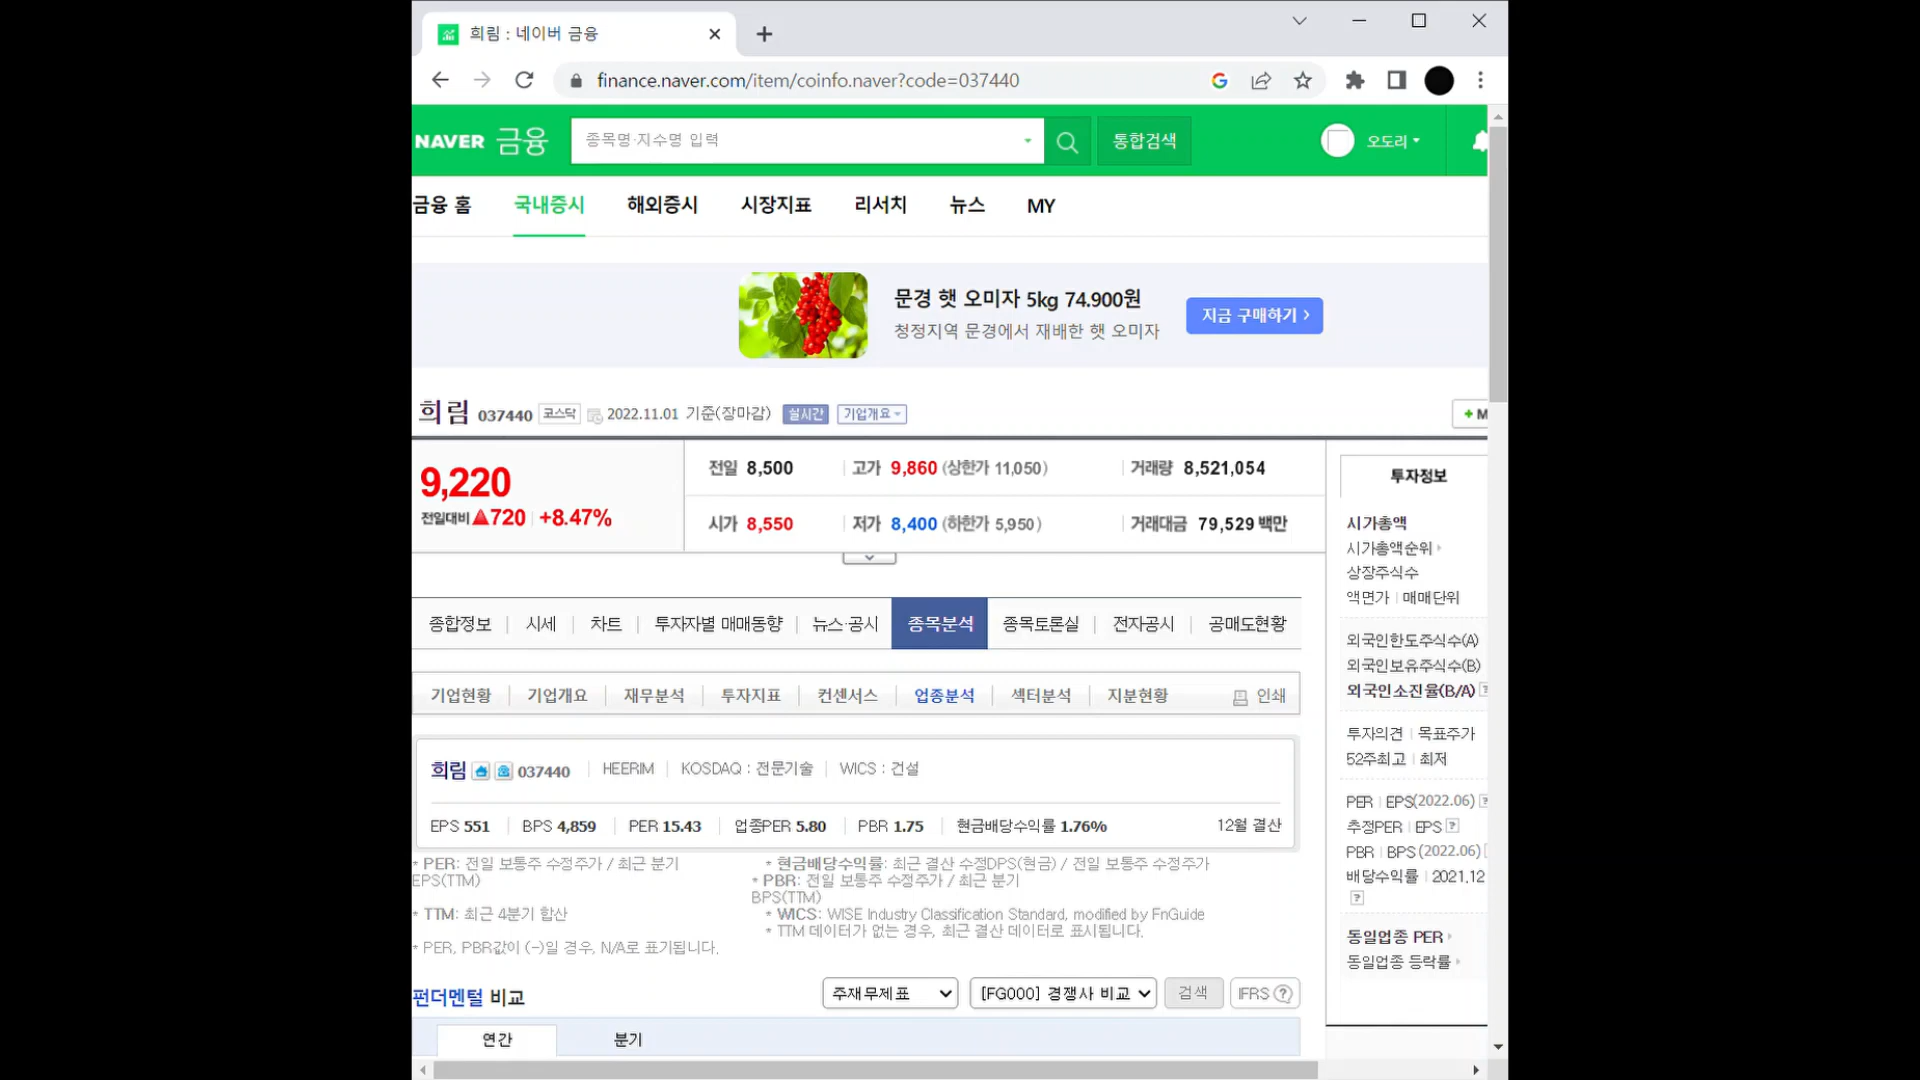 희림 : 네이버 금융
finance.naver.com/item/coinfo.naver?code=037440
NAVER 금융 종목명·지수명 입력 통합검색 오도리
금융 홈 국내증시 해외증시 시장지표 리서치 뉴스 MY
문경 햇 오미자 5kg 74.900원
청정지역 문경에서 재배한 햇 오미자
지금 구매하기 >
희림 037440 코스닥 2022.11.01 기준(장마감) 실시간 기업개요
+ M
9,220
전일대비 ▲720 +8.47%
전일 8,500 고가 9,860 (상한가 11,050) 거래량 8,521,054
시가 8,550 저가 8,400 (하한가 5,950) 거래대금 79,529 백만
종합정보 시세 차트 투자자별 매매동향 뉴스·공시 종목분석 종목토론실 전자공시 공매도현황
기업현황 기업개요 재무분석 투자지표 컨센서스 업종분석 섹터분석 지분현황 인쇄
희림 037440 HEERIM KOSDAQ : 전문기술 WICS : 건설
EPS 551 BPS 4,859 PER 15.43 업종PER 5.80 PBR 1.75 현금배당수익률 1.76% 12월 결산
* PER: 전일 보통주 수정주가 / 최근 분기
EPS(TTM)
* TTM: 최근 4분기 합산
* PER, PBR값이 (-)일 경우, N/A로 표기됩니다.
* 현금배당수익률: 최근 결산 수정DPS(현금) / 전일 보통주 수정주가
* PBR: 전일 보통주 수정주가 / 최근 분기
BPS(TTM)
* WICS: WISE Industry Classification Standard, modified by FnGuide
* TTM 데이터가 없는 경우, 최근 결산 데이터로 표시됩니다.
펀더멘털 비교 주재무제표 [FG000] 경쟁사 비교 검색 IFRS ?
연간 분기
투자정보
시가총액
시가총액순위
상장주식수
액면가 매매단위
외국인한도주식수(A)
외국인보유주식수(B)
외국인소진율(B/A) ?
투자의견 목표주가
52주최고 최저
PER EPS(2022.06) ?
추정PER EPS ?
PBR BPS (2022.06)
배당수익률 2021.12
?
동일업종 PER
동일업종 등락률